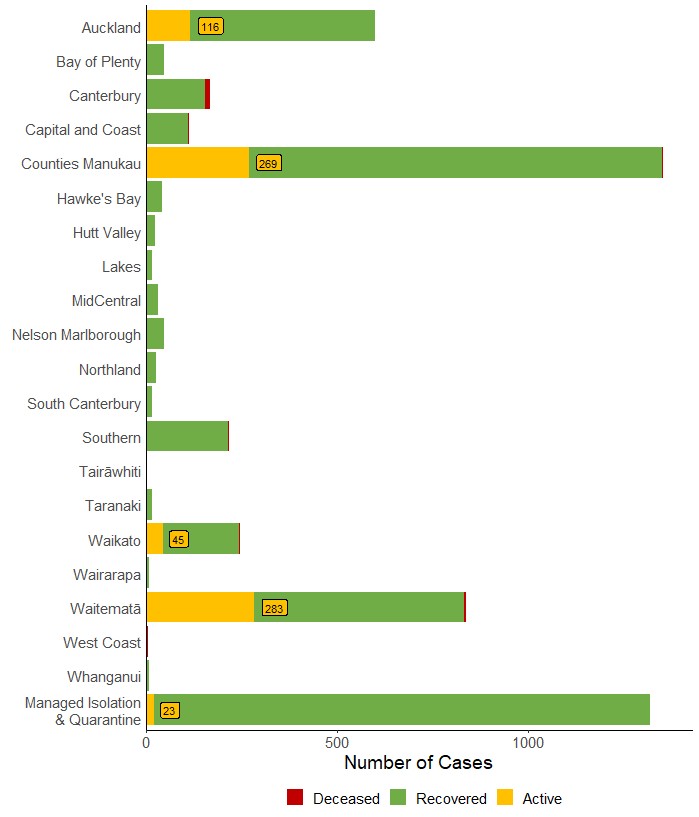 Auckland
116
Bay of Plenty
Canterbury
Capital and Coast
Counties Manukau
269
Hawke's Bay
Hutt Valley
Lakes
MidCentral
Nelson Marlborough
Northland
South Canterbury
Southern
Tairāwhiti
Taranaki
Waikato
45
Wairarapa
Waitematā
283
West Coast
Whanganui
Managed Isolation
& Quarantine
23
0 500 1000
Number of Cases
Deceased Recovered Active